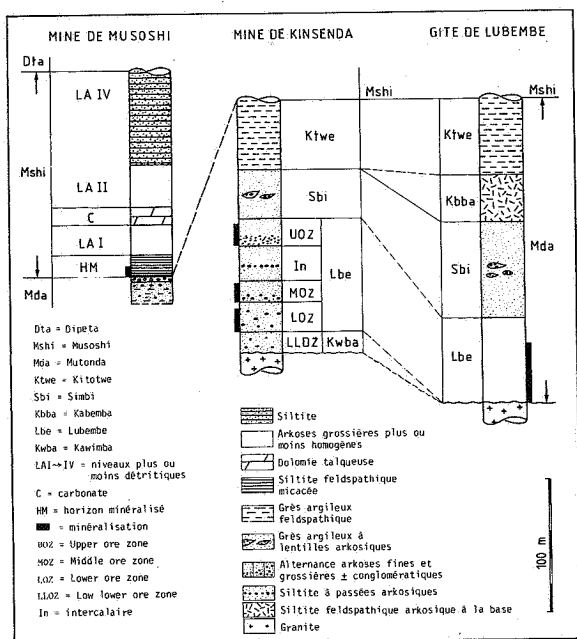 MINE DE MUSOSHI
MINE DE KINSENDA
GITE DE LUBEMBE
Dta
LA IV
Mshi
LA II
C
LA I
HM
Mda
Mshi
Ktwe
Sbi
UOZ
In
MOZ
LOZ
LLOZ
Lbe
Kwba
Mshi
Ktwe
Kbba
Sbi
Lbe
Mda
Dta = Dipeta
Mshi = Musoshi
Mda = Mutonda
Ktwe = Kitotwe
Sbi = Simbi
Kbba = Kabemba
Lbe = Lubembe
Kwba = Kawimba
LAI→IV = niveaux plus ou
moins détritiques
C = carbonate
HM = horizon minéralisé
= minéralisation
UOZ = Upper ore zone
MOZ = Middle ore zone
LOZ = Lower ore zone
LLOZ = Low lower ore zone
In = intercalaire
Siltite
Arkoses grossières plus ou
moins homogènes
Dolomie talqueuse
Siltite feldspathique
micacée
Grès argileux
feldspathique
Grès argileux à
lentilles arkosiques
Alternance arkoses fines et
grossières ± conglomératiques
Siltite à passées arkosiques
Siltite feldspathique arkosique à la base
Granite
100 m